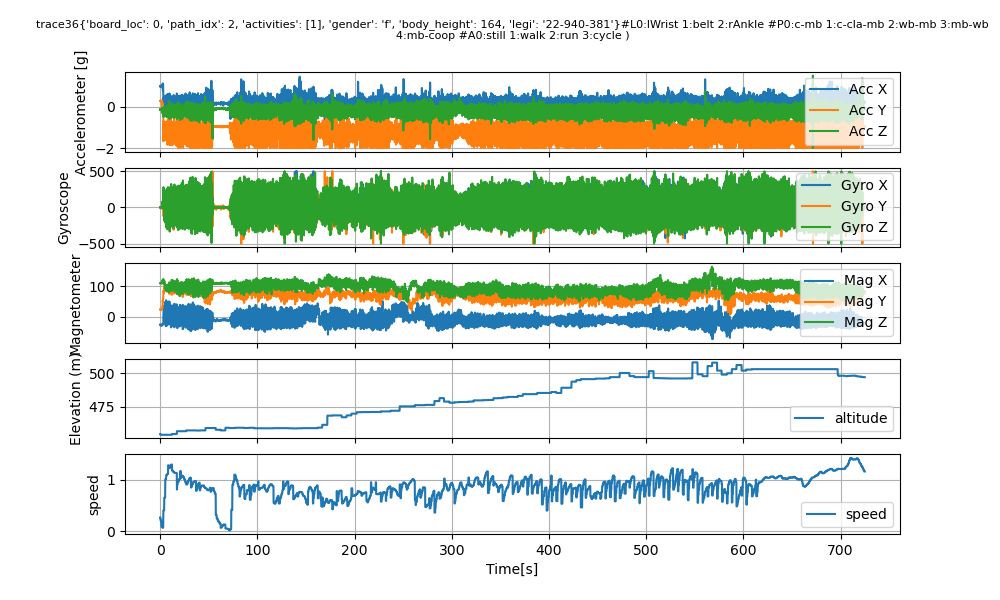 trace36{'board_loc': 0, 'path_idx': 2, 'activities': [1], 'gender': 'f', 'body_height': 164, 'legi': '22-940-381'}#L0:lWrist 1:belt 2:rAnkle #P0:c-mb 1:c-cla-mb 2:wb-mb 3:mb-wb
4:mb-coop #A0:still 1:walk 2:run 3:cycle )
Accelerometer [g]
0
−2
Acc X
Acc Y
Acc Z
Gyroscope
500
0
−500
Gyro X
Gyro Y
Gyro Z
Magnetometer
100
0
Mag X
Mag Y
Mag Z
Elevation (m)
500
475
altitude
speed
1
0
speed
0 100 200 300 400 500 600 700
Time[s]